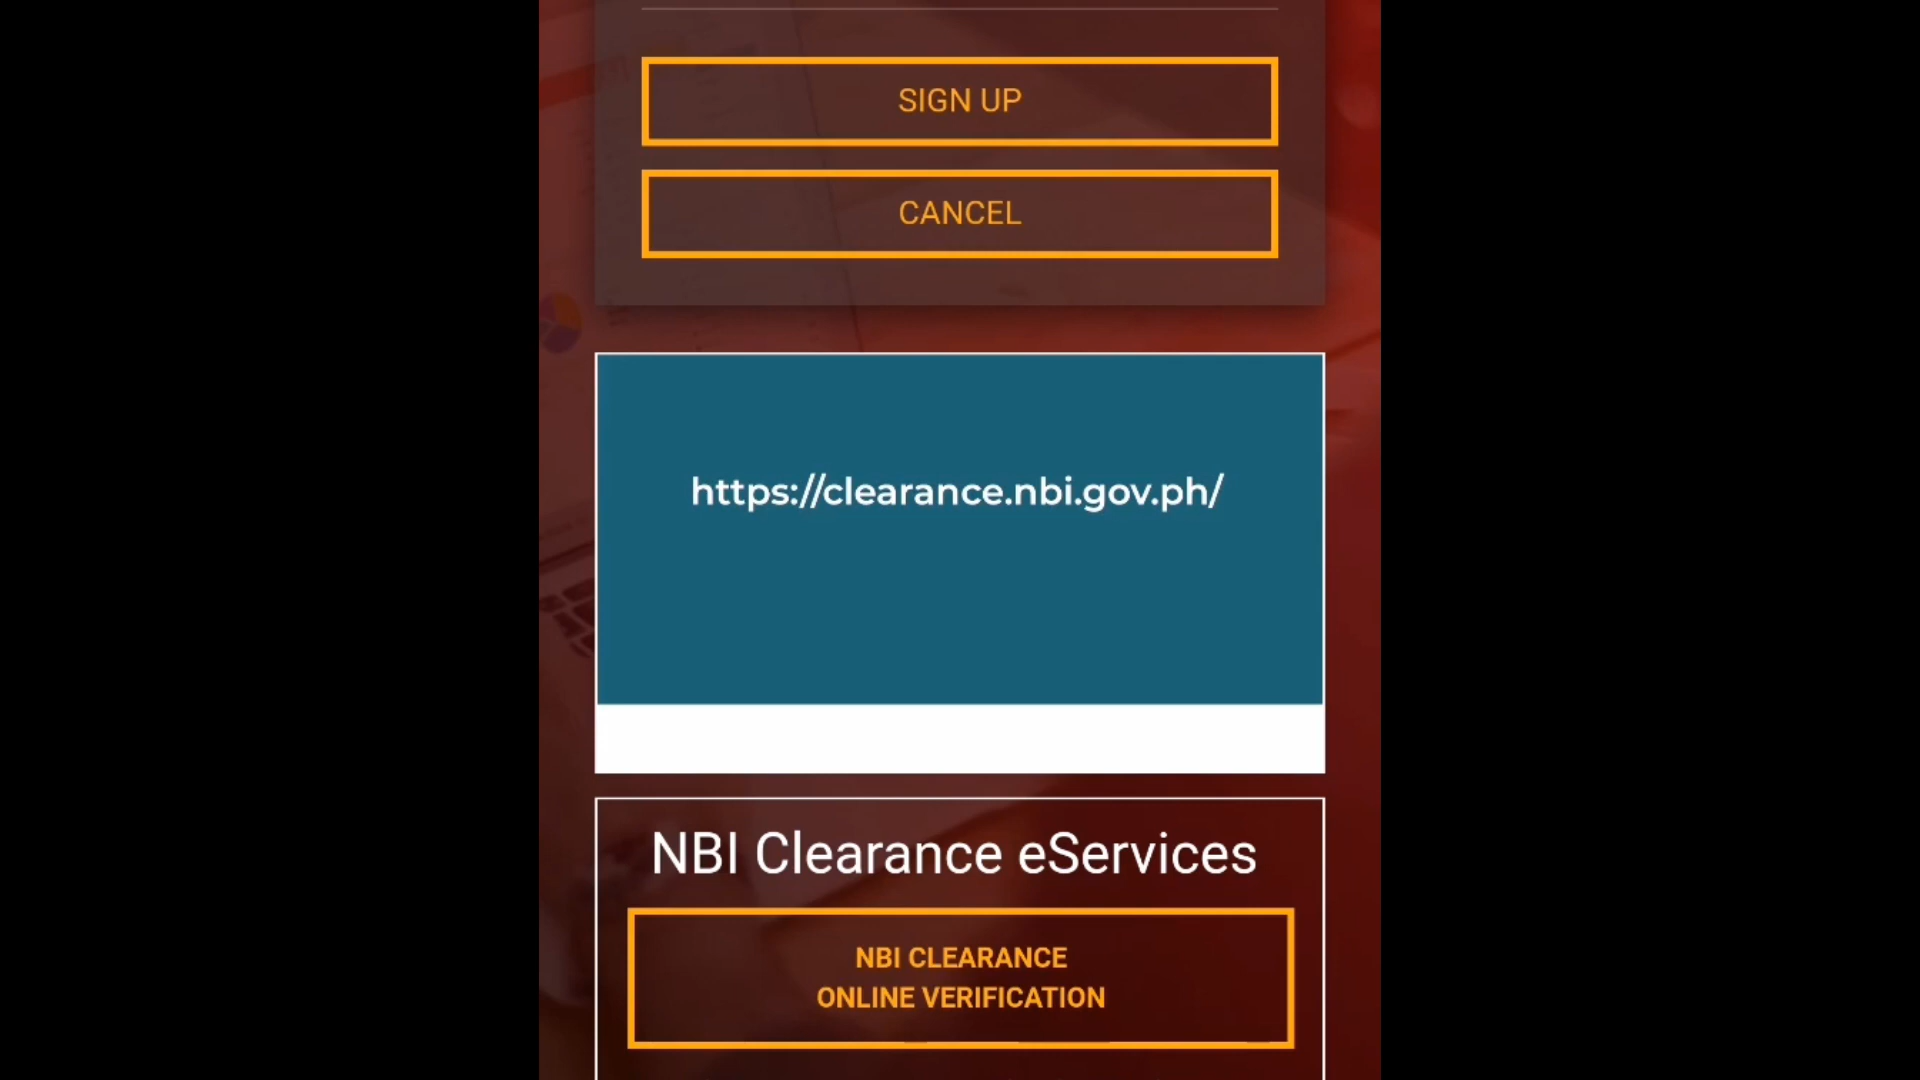 SIGN UP
CANCEL
https://clearance.nbi.gov.ph/
NBI Clearance eServices
NBI CLEARANCE
ONLINE VERIFICATION